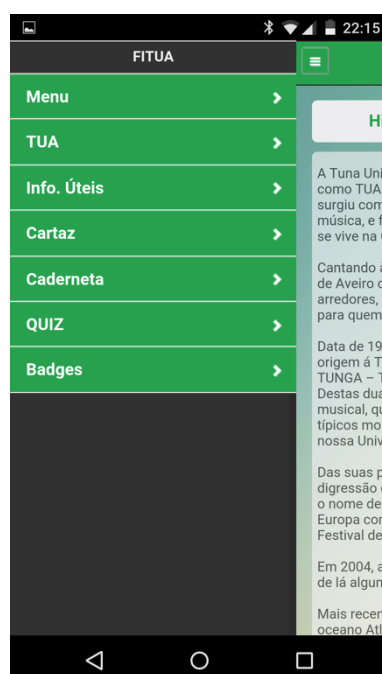 22:15
FITUA
Menu
TUA
Info. Úteis
Cartaz
Caderneta
QUIZ
Badges
A Tuna Uni
como TUA
surgiu com
música, e f
se vive na
Cantando
de Aveiro
arredores,
para quem
Data de 19
origem á T
TUNGA – T
Destas dua
musical, qu
típicos mo
nossa Univ
Das suas p
digressão
o nome de
Europa cor
Festival de
Em 2004, a
de lá algun
Mais recen
oceano Atl